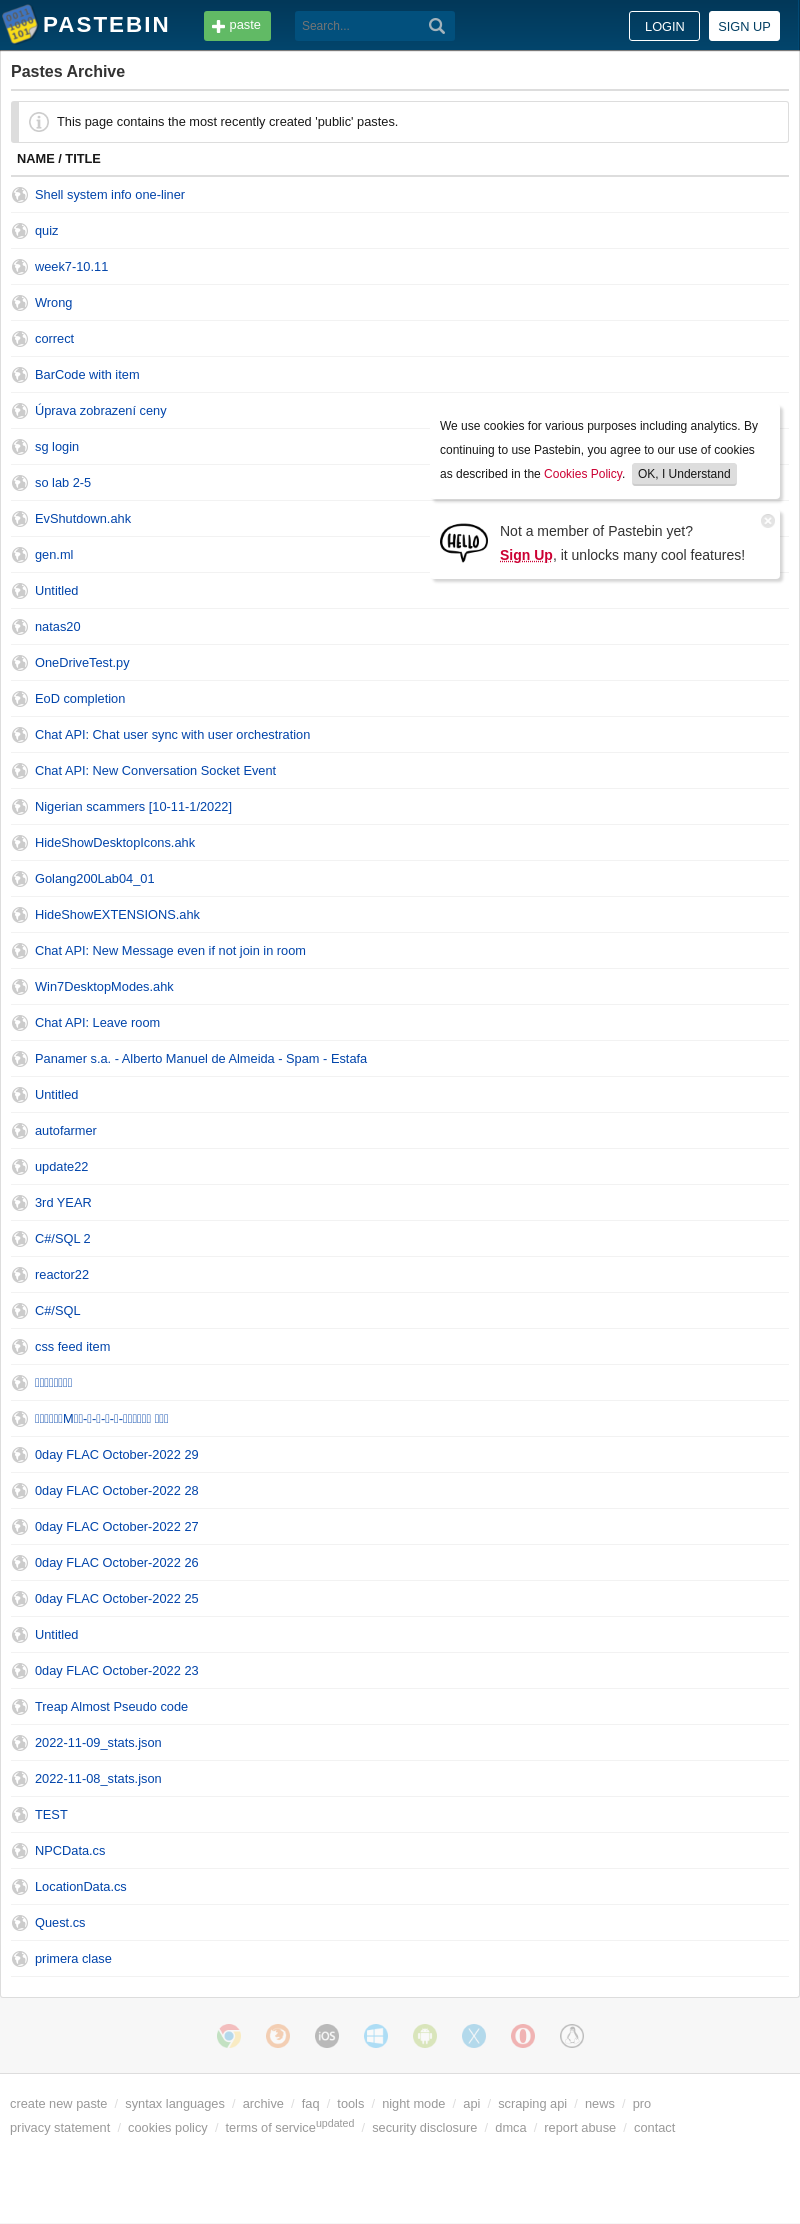 PASTEBIN
paste
Search...
LOGIN
SIGN UP
Pastes Archive
This page contains the most recently created 'public' pastes.
NAME / TITLE
Shell system info one-liner
quiz
week7-10.11
Wrong
correct
BarCode with item
Úprava zobrazení ceny
sg login
so lab 2-5
EvShutdown.ahk
gen.ml
We use cookies for various purposes including analytics. By
continuing to use Pastebin, you agree to our use of cookies
as described in the Cookies Policy. OK, I Understand
HELLO
Not a member of Pastebin yet?
Sign Up, it unlocks many cool features!
Untitled
natas20
OneDriveTest.py
EoD completion
Chat API: Chat user sync with user orchestration
Chat API: New Conversation Socket Event
Nigerian scammers [10-11-1/2022]
HideShowDesktopIcons.ahk
Golang200Lab04_01
HideShowEXTENSIONS.ahk
Chat API: New Message even if not join in room
Win7DesktopModes.ahk
Chat API: Leave room
Panamer s.a. - Alberto Manuel de Almeida - Spam - Estafa
Untitled
autofarmer
update22
3rd YEAR
C#/SQL 2
reactor22
C#/SQL
css feed item
0day FLAC October-2022 29
0day FLAC October-2022 28
0day FLAC October-2022 27
0day FLAC October-2022 26
0day FLAC October-2022 25
Untitled
0day FLAC October-2022 23
Treap Almost Pseudo code
2022-11-09_stats.json
2022-11-08_stats.json
TEST
NPCData.cs
LocationData.cs
Quest.cs
primera clase
iOS
create new paste / syntax languages / archive / faq / tools / night mode / api / scraping api / news / pro
privacy statement / cookies policy / terms of serviceupdated / security disclosure / dmca / report abuse / contact